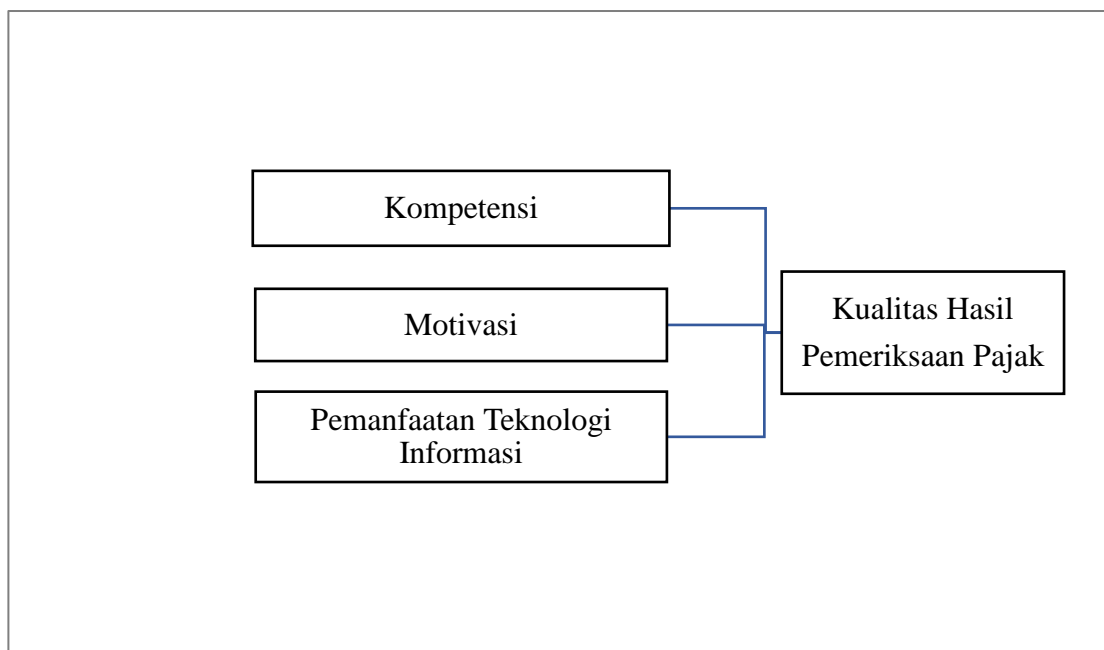 Kompetensi
Motivasi
Pemanfaatan Teknologi
Informasi
Kualitas Hasil
Pemeriksaan Pajak